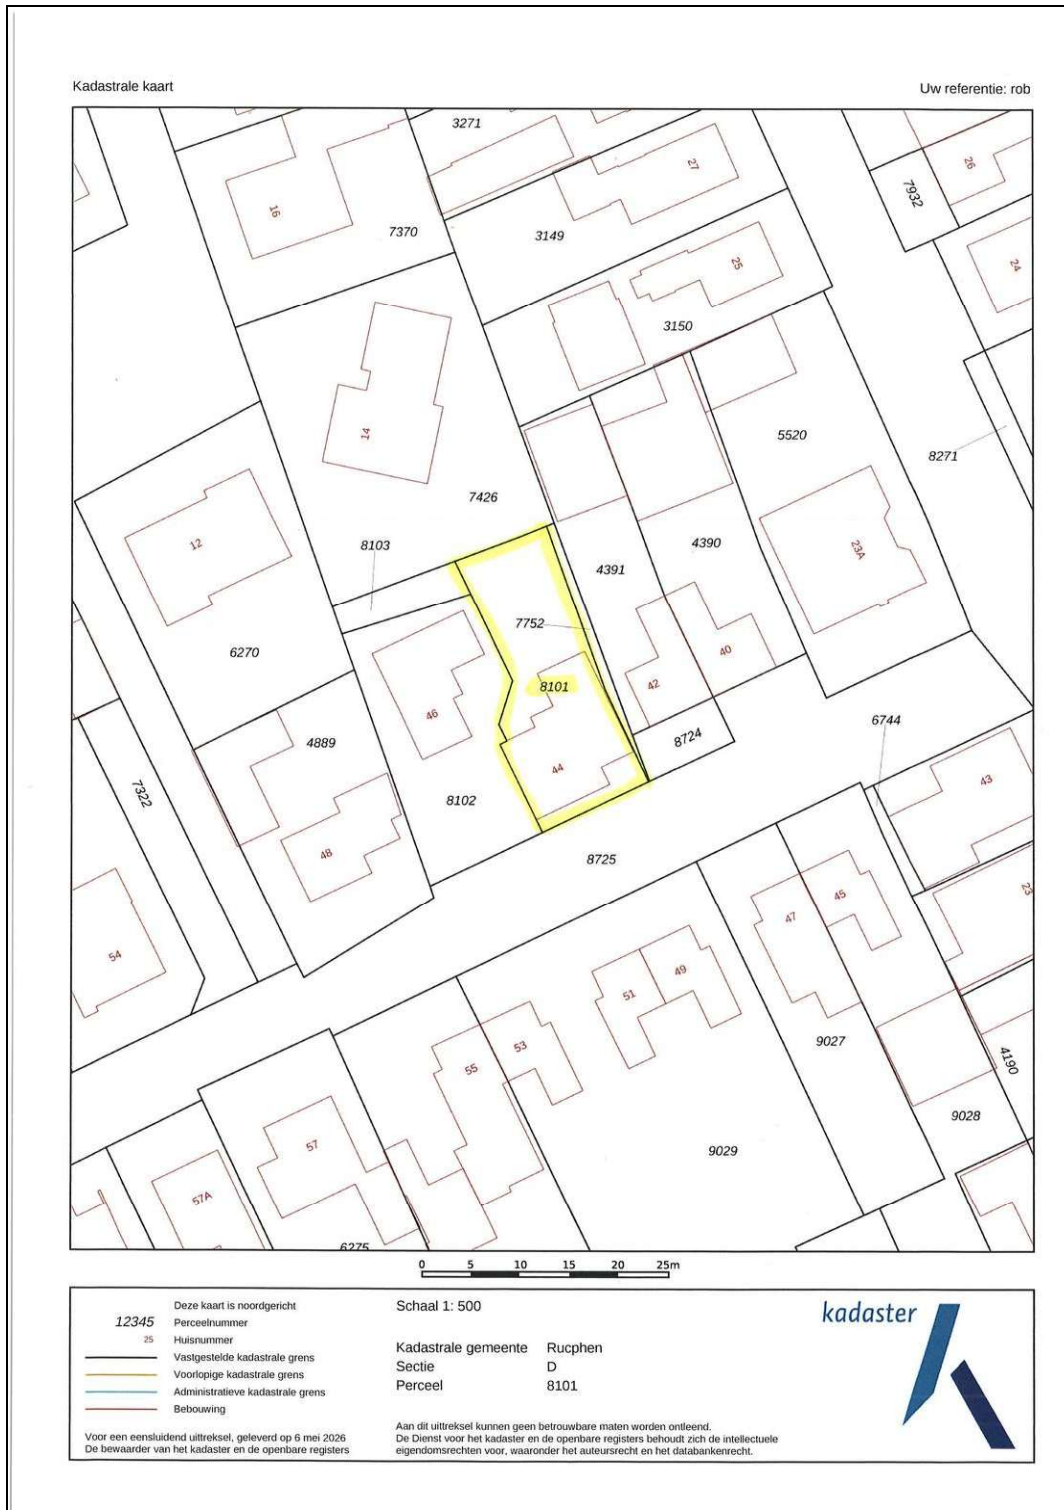 Kadastrale kaart
Uw referentie: rob
3271
27
26
7932
16
7370
3149
25
24
3150
14
5520
8271
7426
12
8103
4390
23A
4391
7752
6270
40
8101
42
46
6744
8724
4889
44
43
7322
8102
8725
48
23
45
47
54
49
51
9027
53
55
4190
9028
57
9029
57A
6275
0 5 10 15 20 25m
Deze kaart is noordgericht
12345 Perceelnummer
25 Huisnummer
Vastgestelde kadastrale grens
Voorlopige kadastrale grens
Administratieve kadastrale grens
Bebouwing
Voor een eensluidend uittreksel, geleverd op 6 mei 2026
De bewaarder van het kadaster en de openbare registers
Schaal 1: 500
Kadastrale gemeente Rucphen
Sectie D
Perceel 8101
Aan dit uittreksel kunnen geen betrouwbare maten worden ontleend.
De Dienst voor het kadaster en de openbare registers behoudt zich de intellectuele
eigendomsrechten voor, waaronder het auteursrecht en het databankenrecht.
kadaster